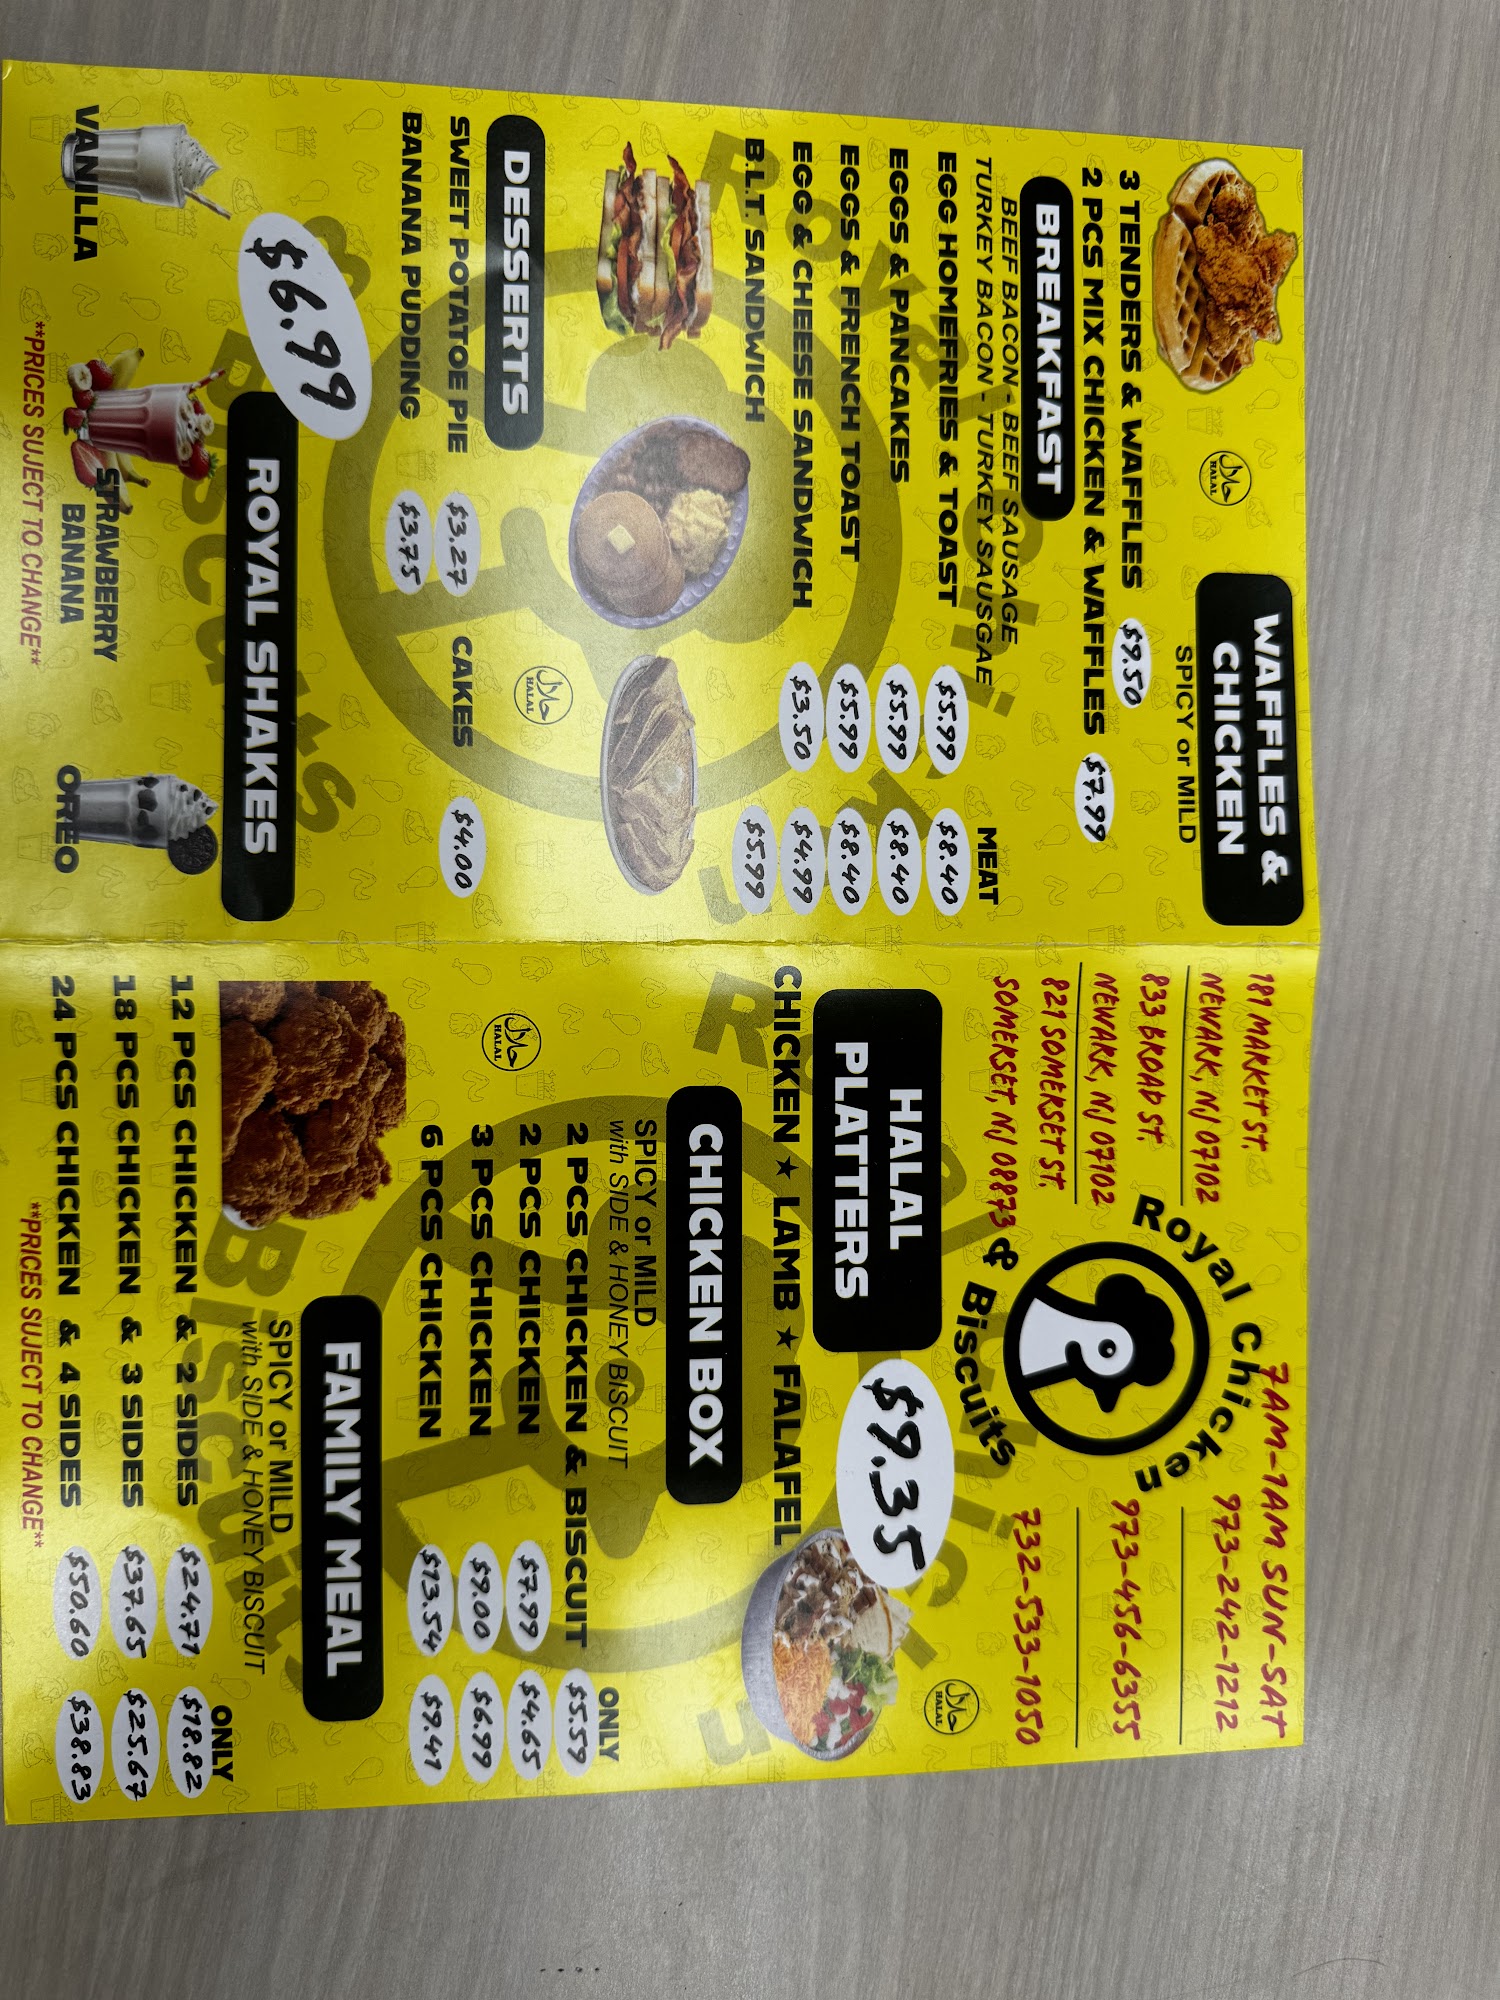 WAFFLES &
CHICKEN
SPICY or MILD
حلال
HALAL
3 TENDERS & WAFFLES $9.50
2 PCS MIX CHICKEN & WAFFLES $7.99
BREAKFAST
BEEF BACON - BEEF SAUSAGE
TURKEY BACON - TURKEY SAUSGAE
MEAT
EGG HOMEFRIES & TOAST $5.99 $8.40
EGGS & PANCAKES $5.99 $8.40
EGGS & FRENCH TOAST $5.99 $8.40
EGG & CHEESE SANDWICH $3.50 $4.99
B.L.T. SANDWICH $5.99
حلال
HALAL
DESSERTS
SWEET POTATOE PIE $3.27 CAKES $4.00
BANANA PUDDING $3.75
$6.99
ROYAL SHAKES
VANILLA
STRAWBERRY
BANANA
OREO
**PRICES SUJECT TO CHANGE**
7AM-1AM SUN-SAT
181 MARKET ST.
NEWARK, NJ 07102
973-242-1212
833 BROAD ST.
NEWARK, NJ 07102
973-456-6355
821 SOMERSET ST.
SOMERSET, NJ 08873
732-533-1050
Royal Chicken
& Biscuits
HALAL
PLATTERS
$9.35
حلال
HALAL
CHICKEN ★ LAMB ★ FALAFEL
CHICKEN BOX
SPICY or MILD
with SIDE & HONEY BISCUIT
ONLY
2 PCS CHICKEN & BISCUIT $5.59
2 PCS CHICKEN $7.99 $4.65
3 PCS CHICKEN $9.00 $6.99
6 PCS CHICKEN $13.54 $9.41
حلال
HALAL
FAMILY MEAL
SPICY or MILD
with SIDE & HONEY BISCUIT
ONLY
12 PCS CHICKEN & 2 SIDES $24.71 $18.82
18 PCS CHICKEN & 3 SIDES $37.65 $25.67
24 PCS CHICKEN & 4 SIDES $50.60 $38.83
**PRICES SUJECT TO CHANGE**